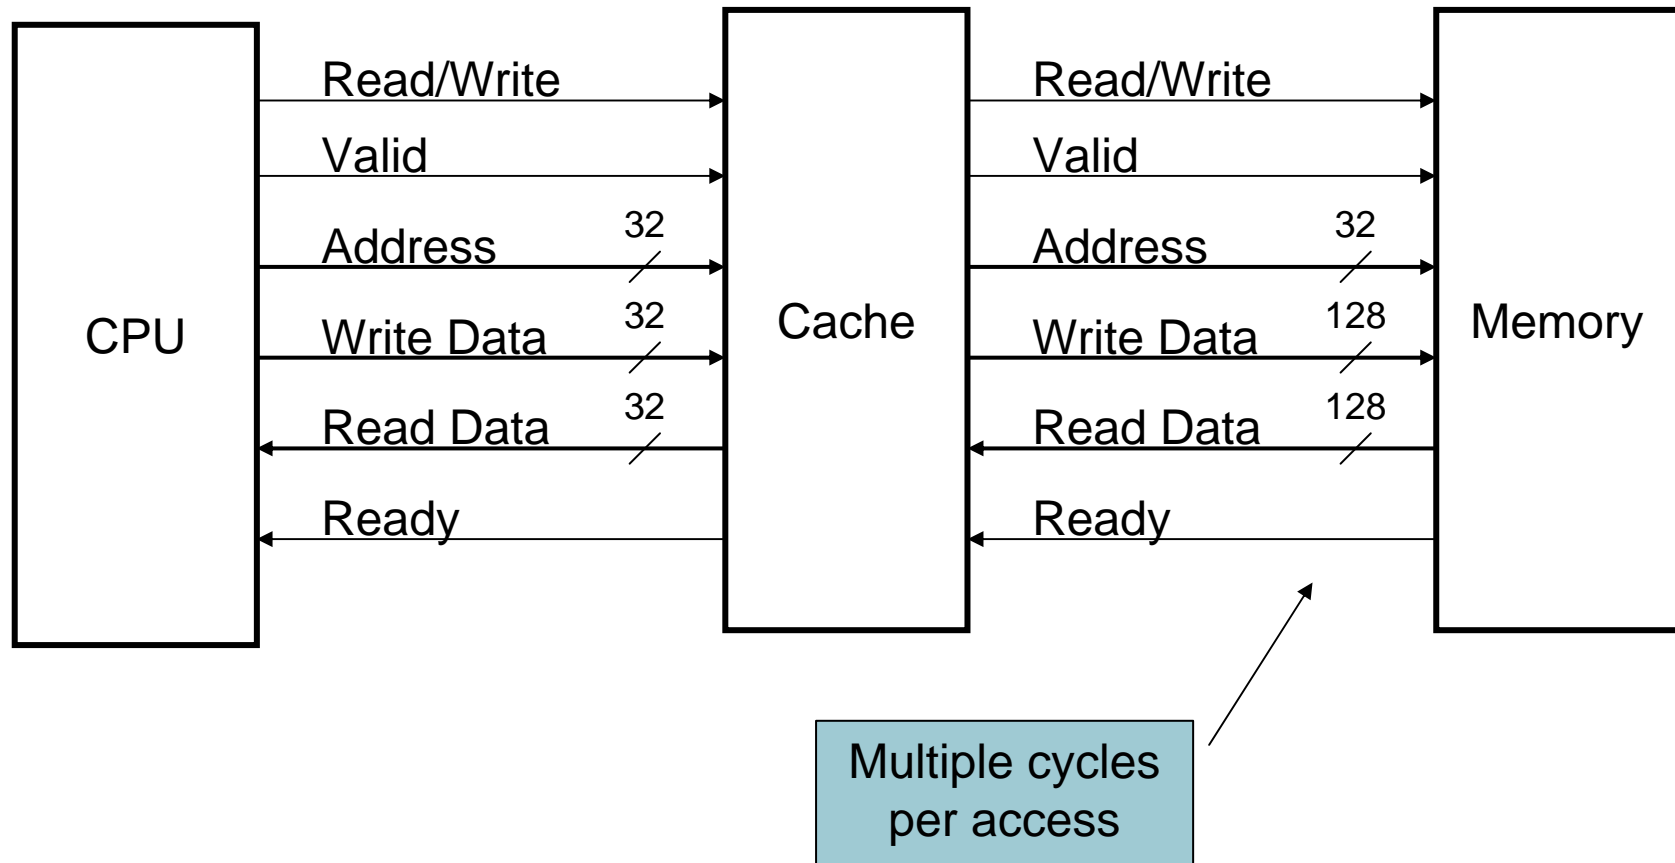 CPU
Read/Write
Valid
Address
32
Write Data
32
Read Data
32
Ready
Cache
Read/Write
Valid
Address
32
Write Data
128
Read Data
128
Ready
Memory
Multiple cycles
per access